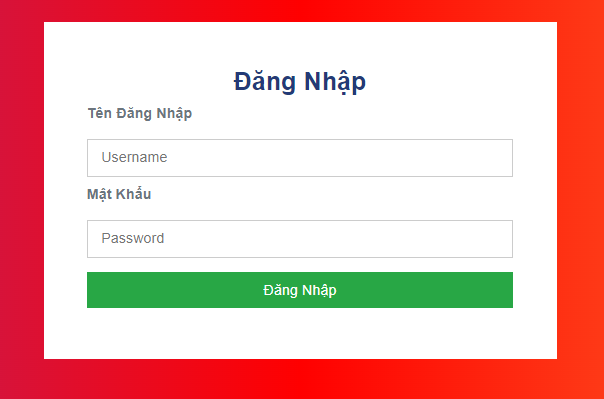 Đăng Nhập
Tên Đăng Nhập
Username
Mật Khẩu
Password
Đăng Nhập